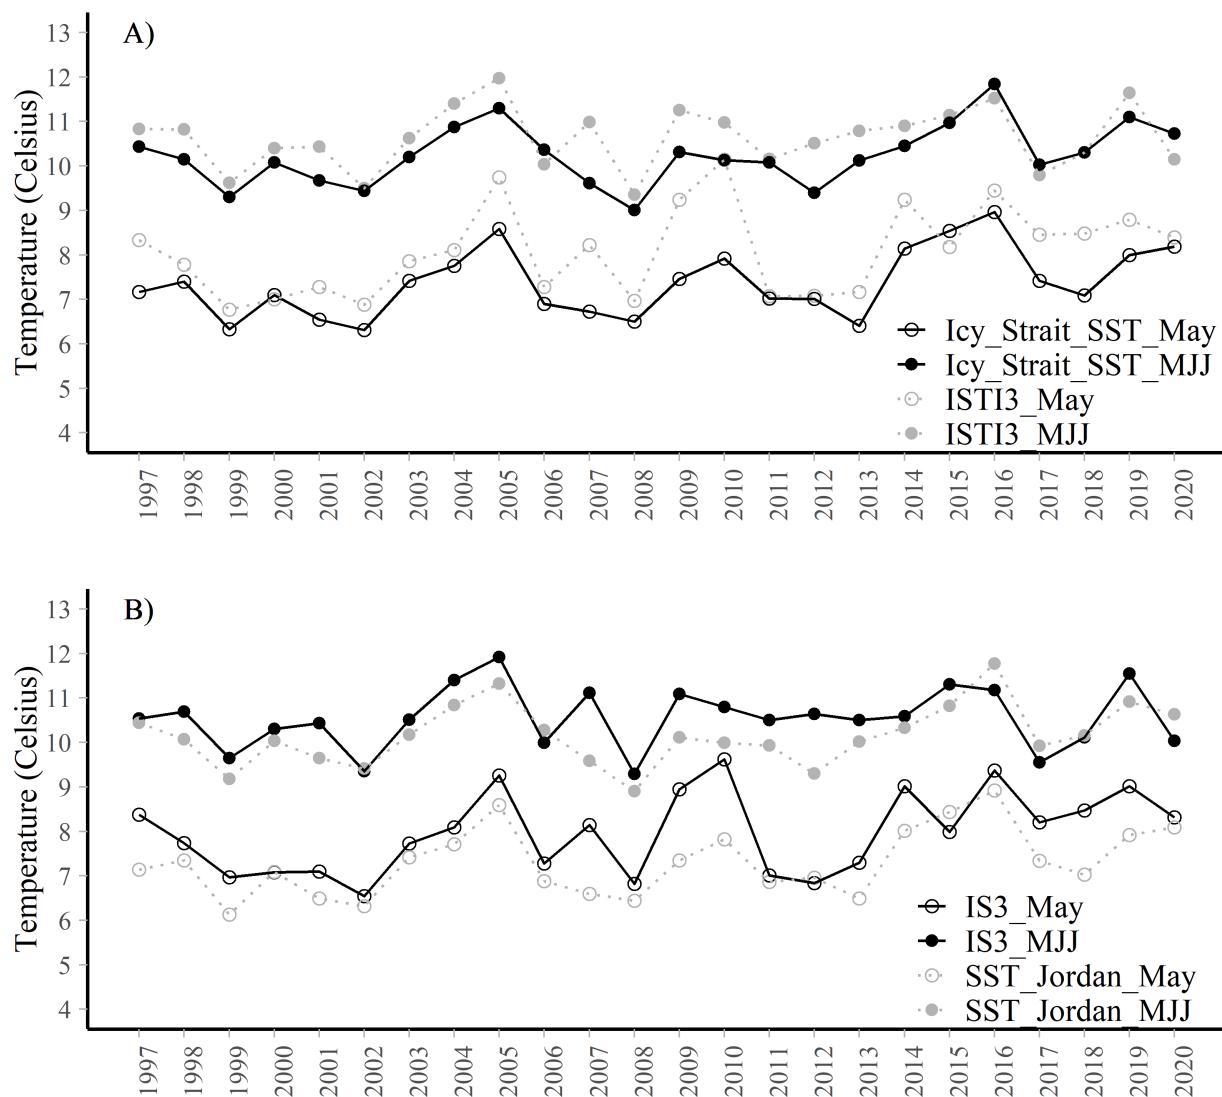 A)
Temperature (Celsius)
13
12
11
10
9
8
7
6
5
4
Icy_Strait_SST_May
Icy_Strait_SST_MJJ
ISTI3_May
ISTI3_MJJ
1997 1998 1999 2000 2001 2002 2003 2004 2005 2006 2007 2008 2009 2010 2011 2012 2013 2014 2015 2016 2017 2018 2019 2020
B)
Temperature (Celsius)
13
12
11
10
9
8
7
6
5
4
IS3_May
IS3_MJJ
SST_Jordan_May
SST_Jordan_MJJ
1997 1998 1999 2000 2001 2002 2003 2004 2005 2006 2007 2008 2009 2010 2011 2012 2013 2014 2015 2016 2017 2018 2019 2020